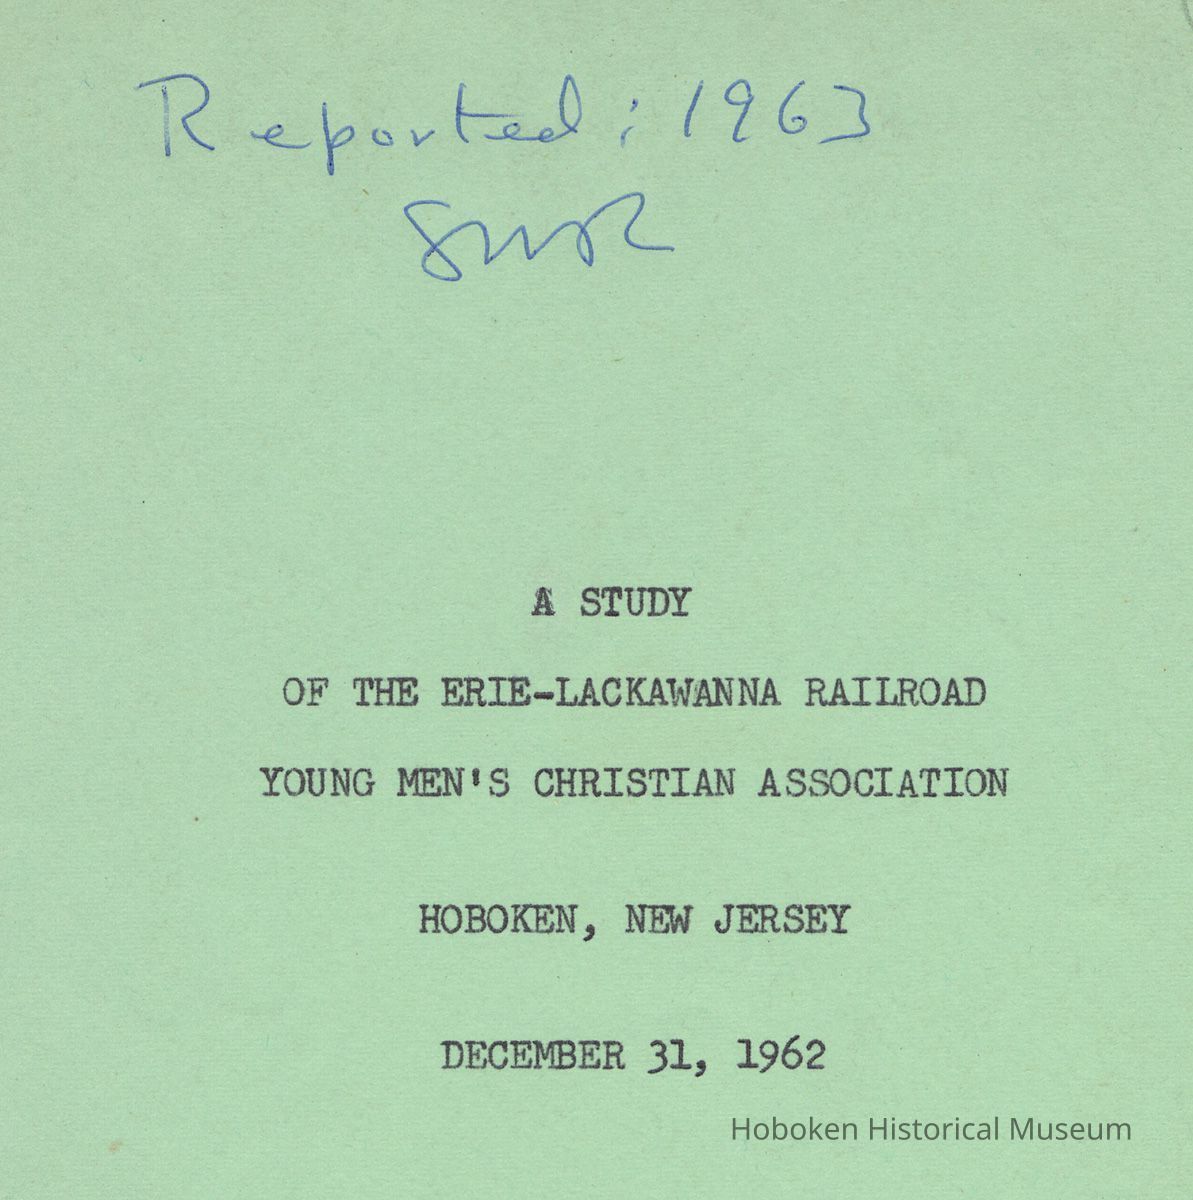 Reported: 1963
A STUDY
OF THE ERIE-LACKAWANNA RAILROAD
YOUNG MEN'S CHRISTIAN ASSOCIATION
HOBOKEN, NEW JERSEY
DECEMBER 31, 1962
Hoboken Historical Museum